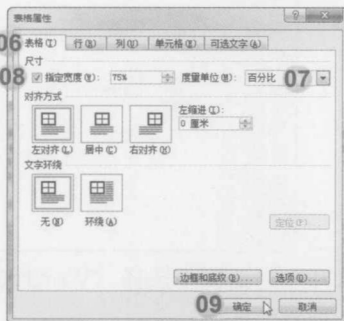 表格属性
06 表格(T) 行(R) 列(U) 单元格(E) 可选文字(A)
尺寸
08 指定宽度(W): 75% 度量单位(M): 百分比 07
对齐方式
左缩进(I):
0 厘米
左对齐(L) 居中(C) 右对齐(H)
文字环绕
无(N) 环绕(A)
定位(P)...
边框和底纹(B)... 选项(O)...
09 确定 取消